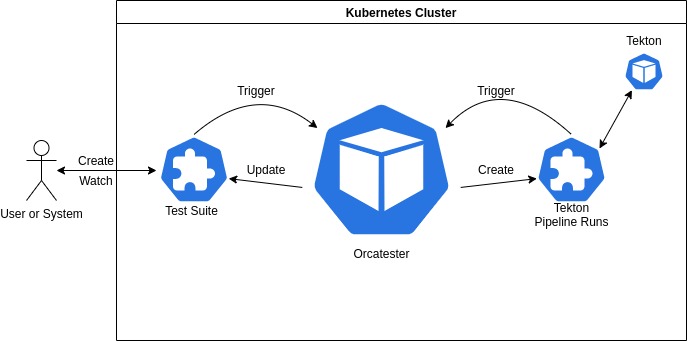 Kubernetes Cluster
Tekton
Trigger
Trigger
Create
Watch
Update
Create
User or System
Test Suite
Tekton
Pipeline Runs
Orcatester